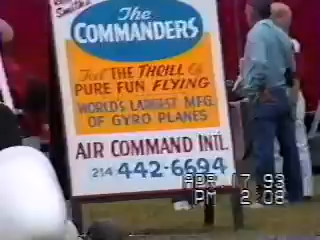 Smith's
The
COMMANDERS
Feel THE THRILL Of
PURE FUN FLYING
WORLDS LARGEST MFG.
OF GYRO PLANES
AIR COMMAND INTL.
214 442-6694
APR 17 93
PM 2:08